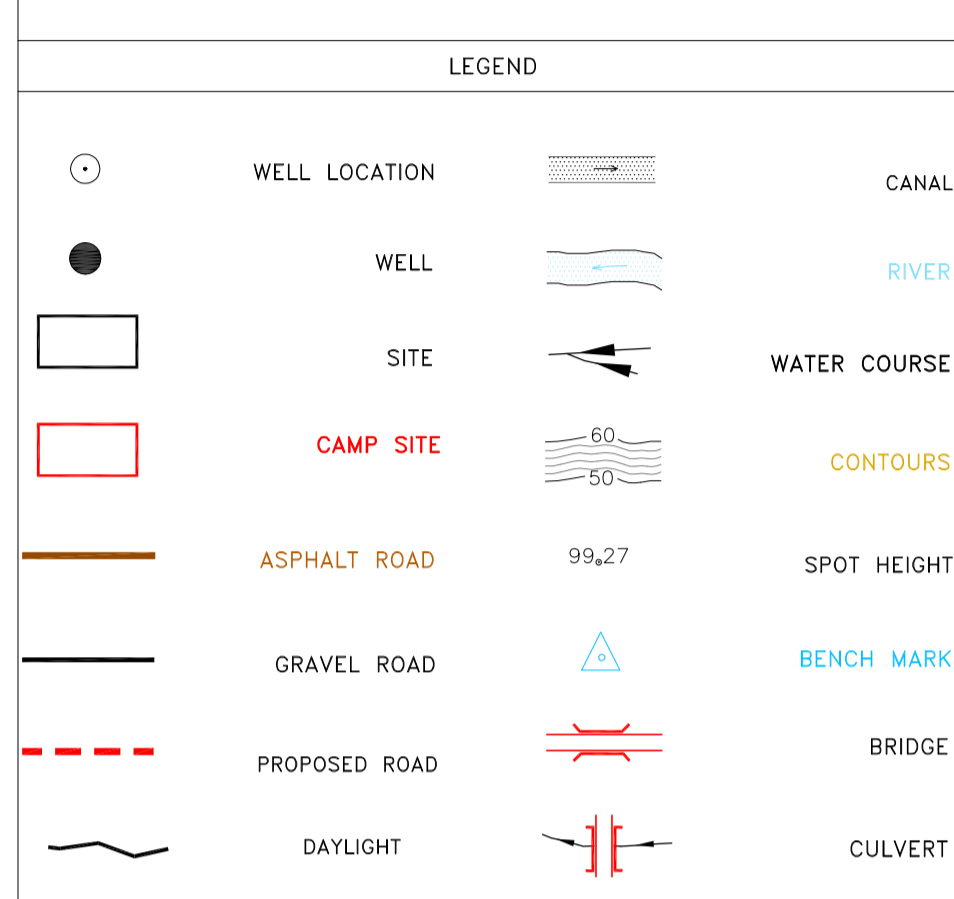 LEGEND
WELL LOCATION
CANAL
WELL
RIVER
SITE
WATER COURSE
CAMP SITE
60
50
CONTOURS
ASPHALT ROAD
99.27
SPOT HEIGHT
GRAVEL ROAD
BENCH MARK
PROPOSED ROAD
BRIDGE
DAYLIGHT
CULVERT